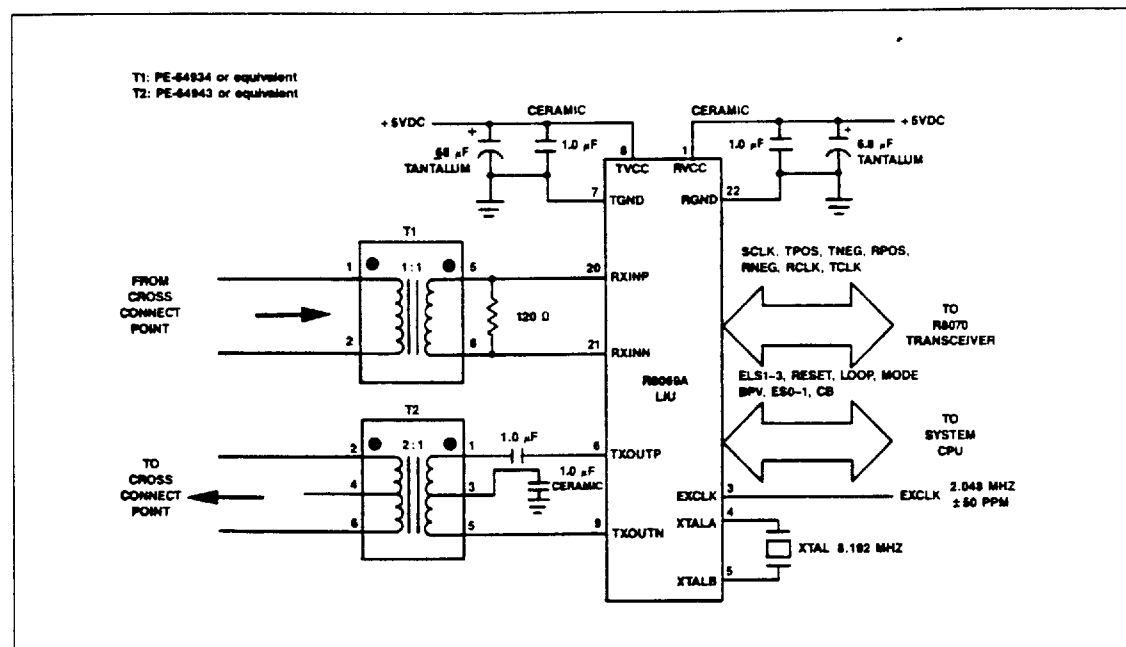 T1: PE-64934 or equivalent
T2: PE-64943 or equivalent
CERAMIC
CERAMIC
+5VDC
+5VDC
+
68 µF
TANTALUM
1.0 µF
8
TVCC
1
RVCC
1.0 µF
+
6.8 µF
TANTALUM
7
TGND
RGND
22
T1
1
1:1
5
20
RXINP
FROM
CROSS
CONNECT
POINT
120 Ω
2
6
21
RXINN
SCLK, TPOS, TNEG, RPOS,
RNEG, RCLK, TCLK
TO
R8070
TRANSCEIVER
R8069A
LIU
ELS1-3, RESET, LOOP, MODE
BPV, ES0-1, CB
TO
SYSTEM
CPU
T2
2
2:1
1
1.0 µF
6
TXOUTP
TO
CROSS
CONNECT
POINT
4
3
1.0 µF
CERAMIC
6
5
9
TXOUTN
EXCLK
3
EXCLK
2.048 MHZ
±50 PPM
XTALA
4
XTAL 8.192 MHZ
XTALB
5